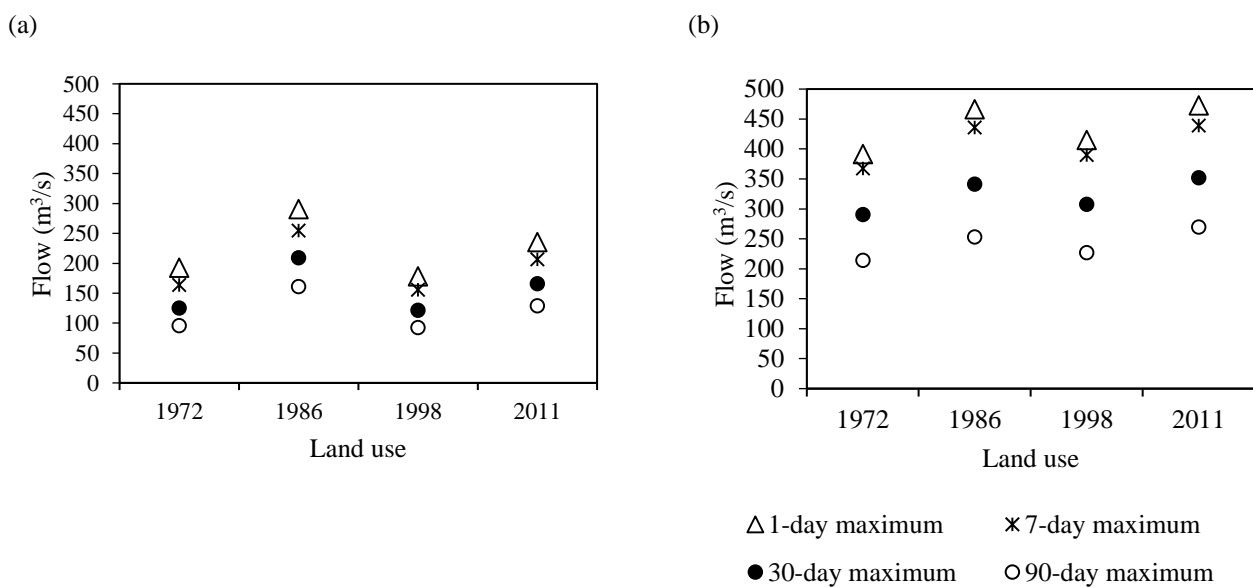 (a)
(b)
Flow (m³/s)
500
450
400
350
300
250
200
150
100
50
0
1972 1986 1998 2011
Land use
Flow (m³/s)
500
450
400
350
300
250
200
150
100
50
0
1972 1986 1998 2011
Land use
1-day maximum 7-day maximum
30-day maximum 90-day maximum